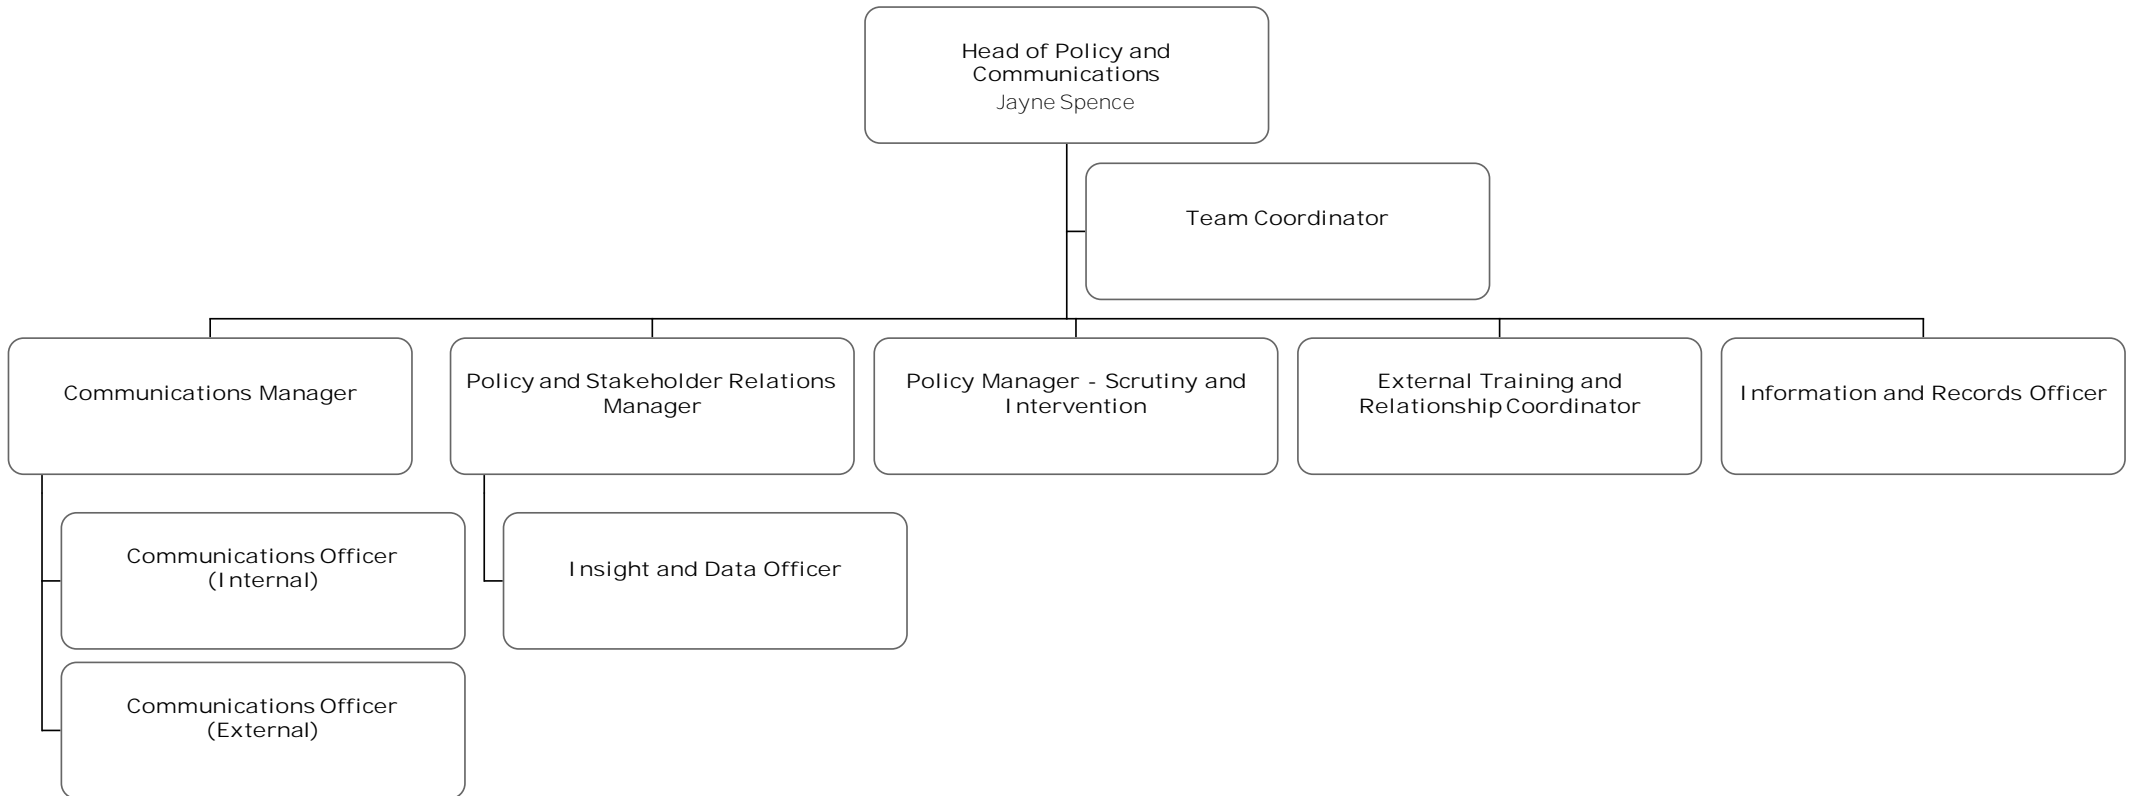 Head of Policy and
Communications
Jayne Spence
Team Coordinator
Communications Manager
Policy and Stakeholder Relations
Manager
Policy Manager - Scrutiny and
Intervention
External Training and
Relationship Coordinator
Information and Records Officer
Communications Officer
(Internal)
Insight and Data Officer
Communications Officer
(External)